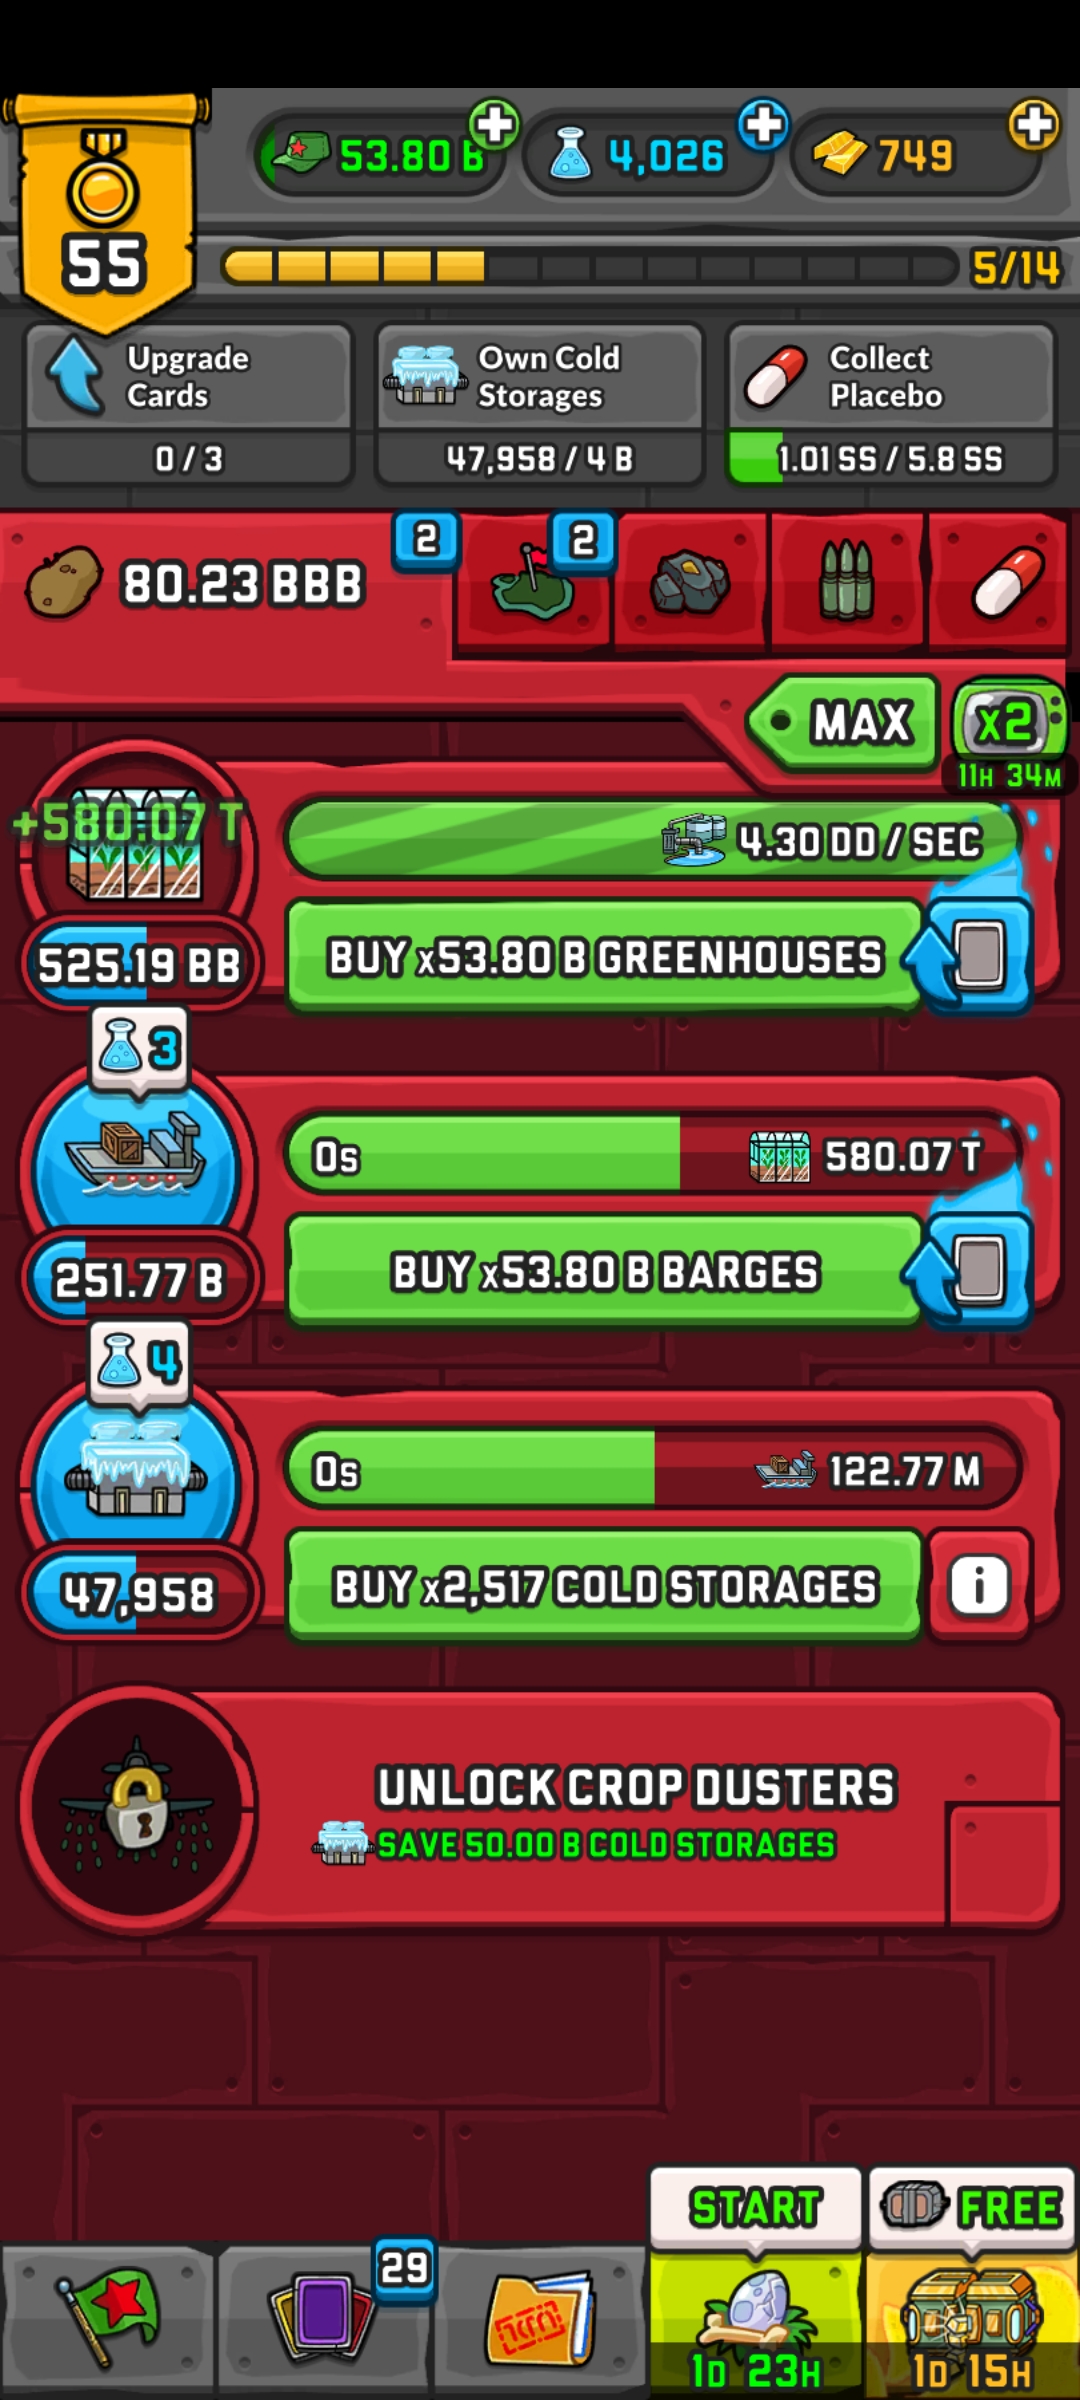 53.80 B
4,026
749
55
5/14
Upgrade
Cards
0 / 3
Own Cold
Storages
47,958 / 4 B
Collect
Placebo
1.01 SS / 5.8 SS
80.23 BBB
2
2
MAX
x2
11H 34M
+580.07 T
4.30 DD / SEC
525.19 BB
BUY x53.80 B GREENHOUSES
3
0s
580.07 T
251.77 B
BUY x53.80 B BARGES
4
0s
122.77 M
47,958
BUY x2,517 COLD STORAGES
i
UNLOCK CROP DUSTERS
SAVE 50.00 B COLD STORAGES
START
FREE
29
1D 23H
1D 15H